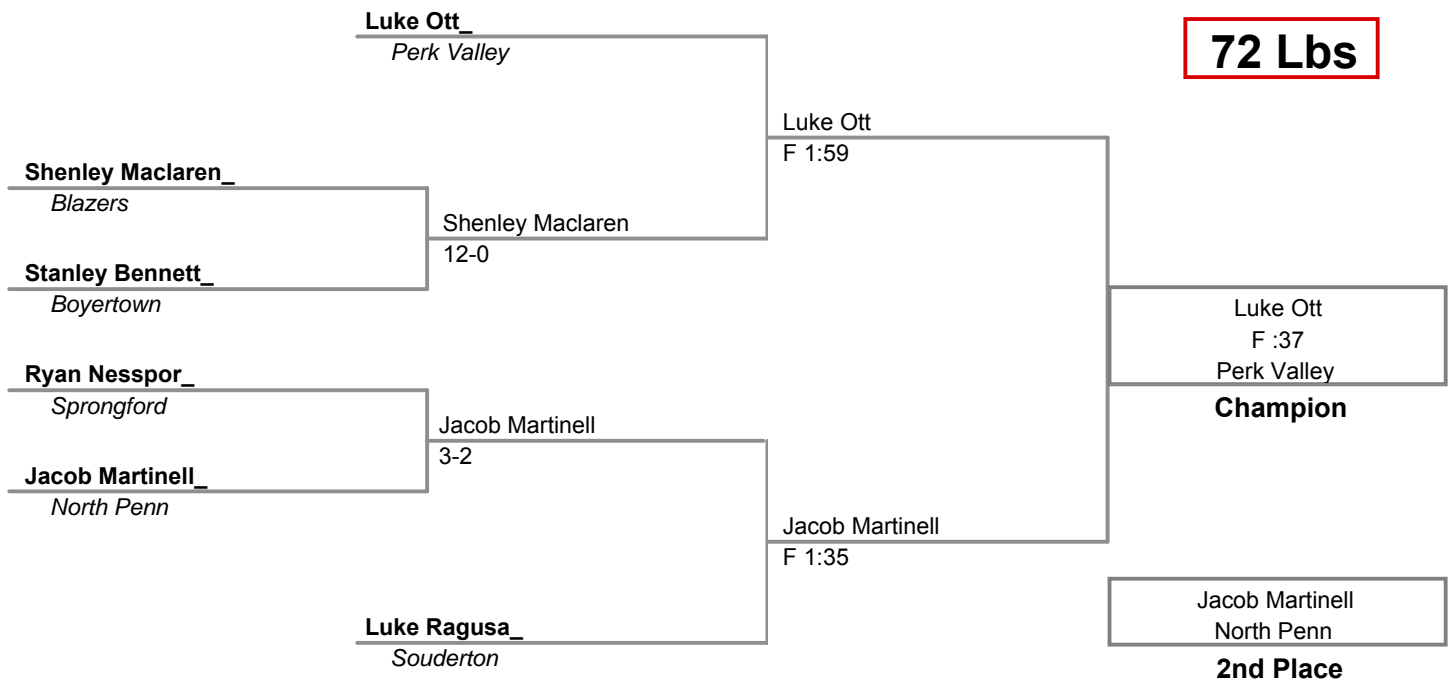 Luke Ott_
Perk Valley
72 Lbs
Luke Ott
F 1:59
Shenley Maclaren_
Blazers
Shenley Maclaren
12-0
Stanley Bennett_
Boyertown
Luke Ott
F :37
Perk Valley
Champion
Ryan Nesspor_
Sprongford
Jacob Martinell
3-2
Jacob Martinell_
North Penn
Jacob Martinell
F 1:35
Luke Ragusa_
Souderton
Jacob Martinell
North Penn
2nd Place